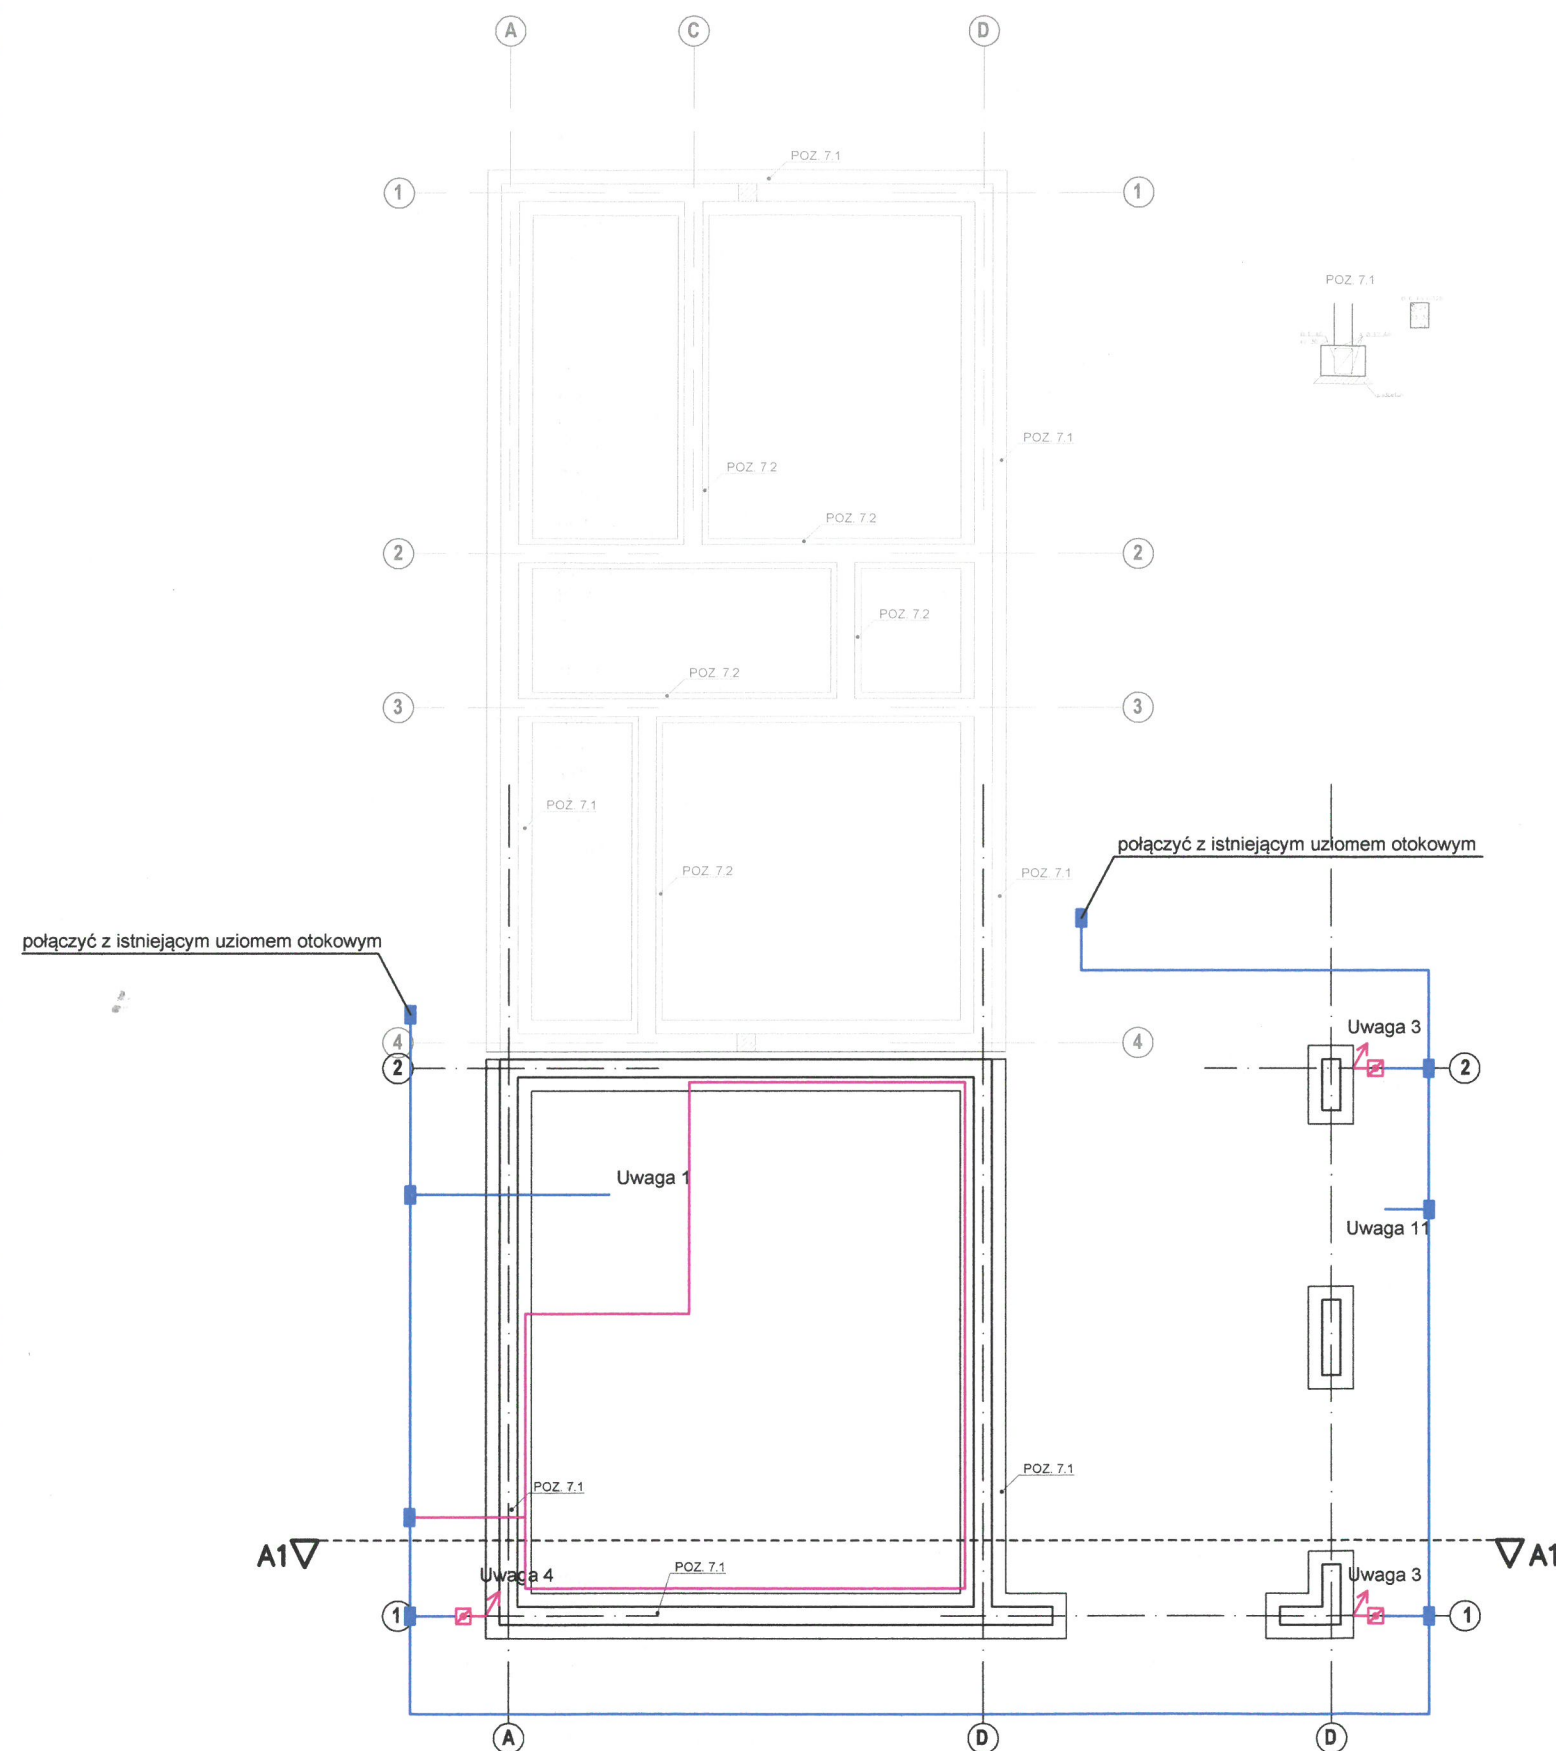 A C D
POZ. 7.1
1 1
POZ. 7.1
POZ. 7.1
POZ. 7.2
POZ. 7.2
2 2
POZ. 7.2
POZ. 7.2
3 3
POZ. 7.1
połączyć z istniejącym uziomem otokowym
POZ. 7.2
POZ. 7.1
połączyć z istniejącym uziomem otokowym
Uwaga 3
4 4
2 2
Uwaga 1
Uwaga 11
POZ. 7.1
POZ. 7.1
A1 A1
POZ. 7.1
Uwaga 4
Uwaga 3
1 1
A D D